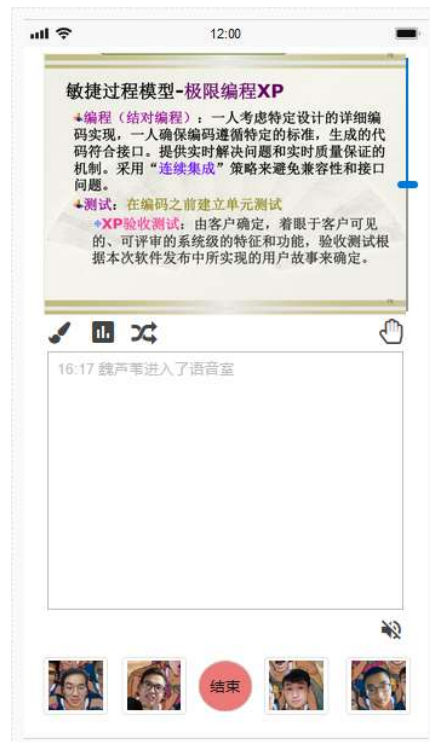 12:00
敏捷过程模型-极限编程XP
编程（结对编程）：一人考虑特定设计的详细编
码实现，一人确保编码遵循特定的标准，生成的代
码符合接口。提供实时解决问题和实时质量保证的
机制。采用“连续集成”策略来避免兼容性和接口
问题。
测试：在编码之前建立单元测试
XP验收测试：由客户确定，着眼于客户可见
的、可评审的系统级的特征和功能，验收测试根
据本次软件发布中所实现的用户故事来确定。
16:17 魏芦苇进入了语音室
结束